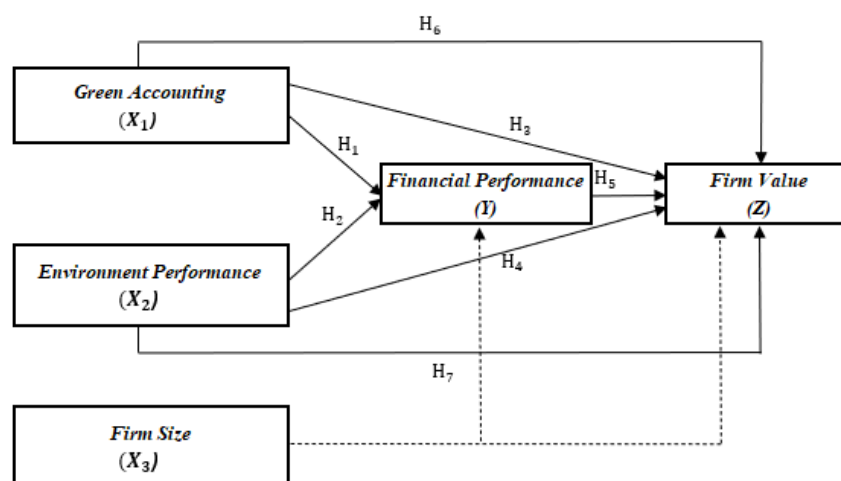 H₆
Green Accounting
(X₁)
H₃
H₁
Financial Performance
(Y)
H₅
Firm Value
(Z)
H₂
Environment Performance
(X₂)
H₄
H₇
Firm Size
(X₃)